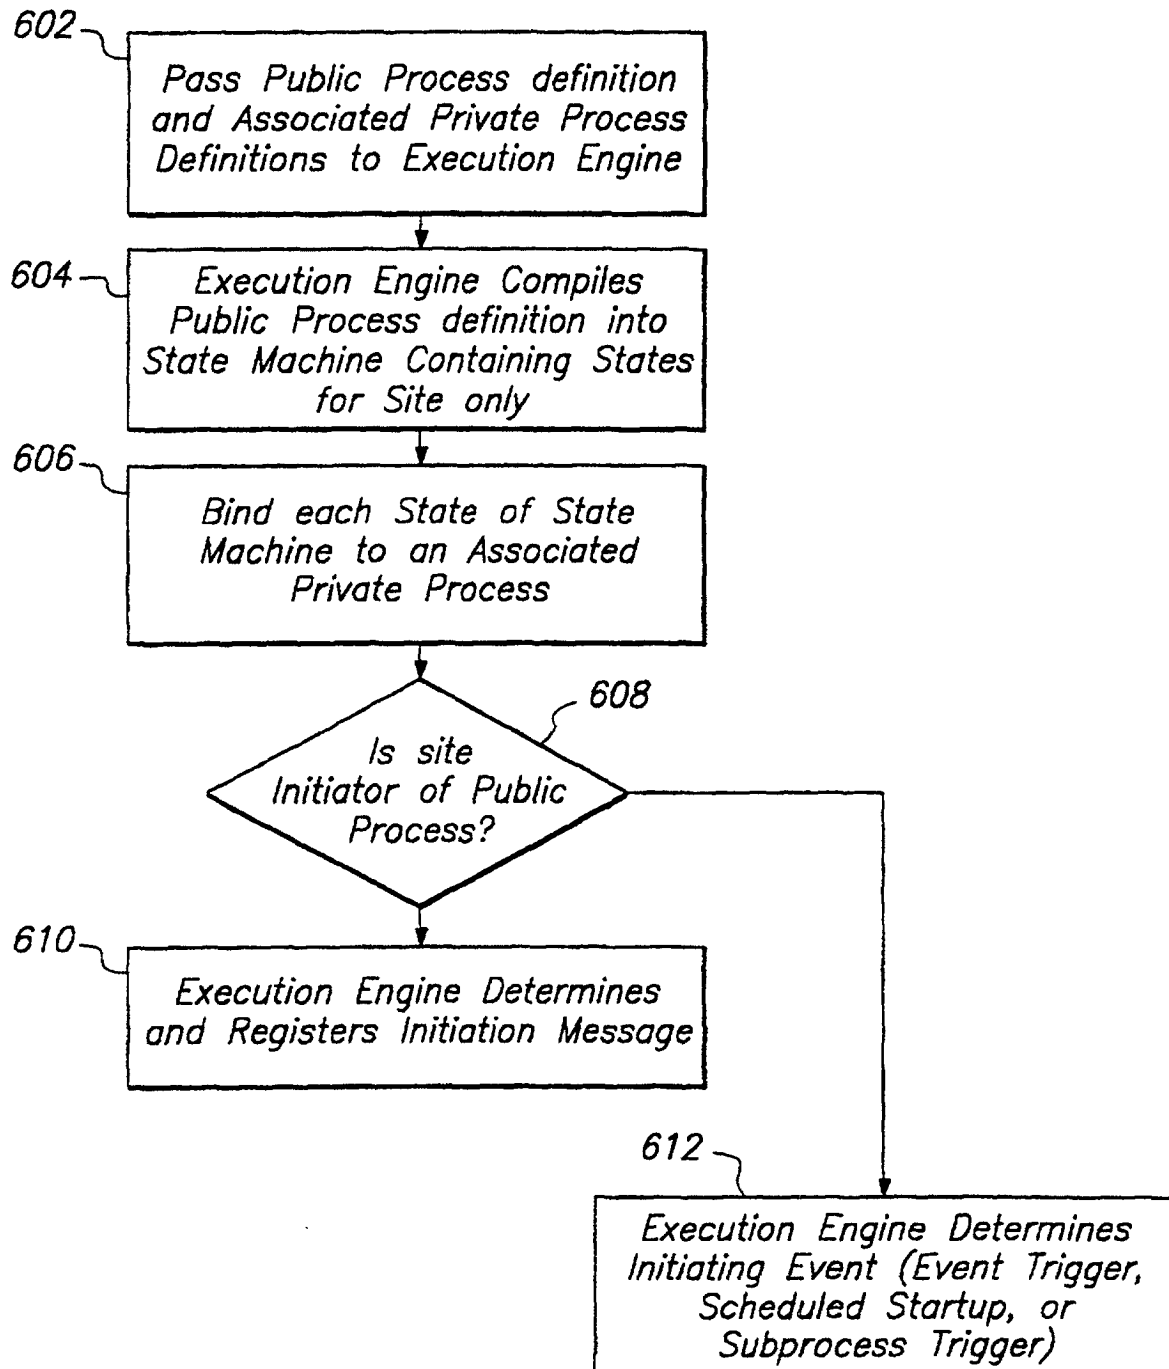 602
Pass Public Process definition
and Associated Private Process
Definitions to Execution Engine
604
Execution Engine Compiles
Public Process definition into
State Machine Containing States
for Site only
606
Bind each State of State
Machine to an Associated
Private Process
608
Is site
Initiator of Public
Process?
610
Execution Engine Determines
and Registers Initiation Message
612
Execution Engine Determines
Initiating Event (Event Trigger,
Scheduled Startup, or
Subprocess Trigger)